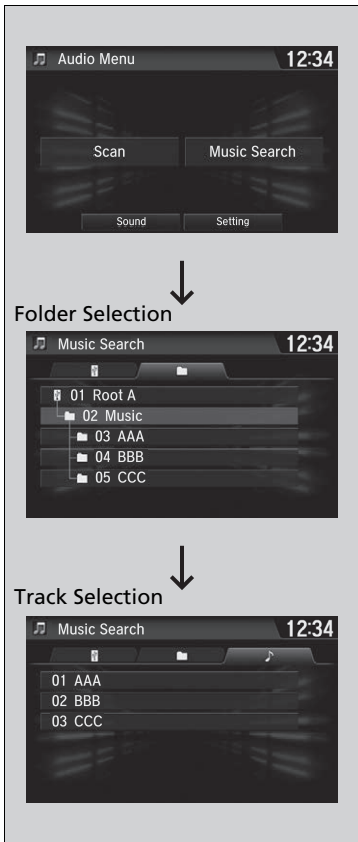 Audio Menu 12:34
Scan Music Search
Sound Setting
Folder Selection
Music Search 12:34
01 Root A
02 Music
03 AAA
04 BBB
05 CCC
Track Selection
Music Search 12:34
01 AAA
02 BBB
03 CCC